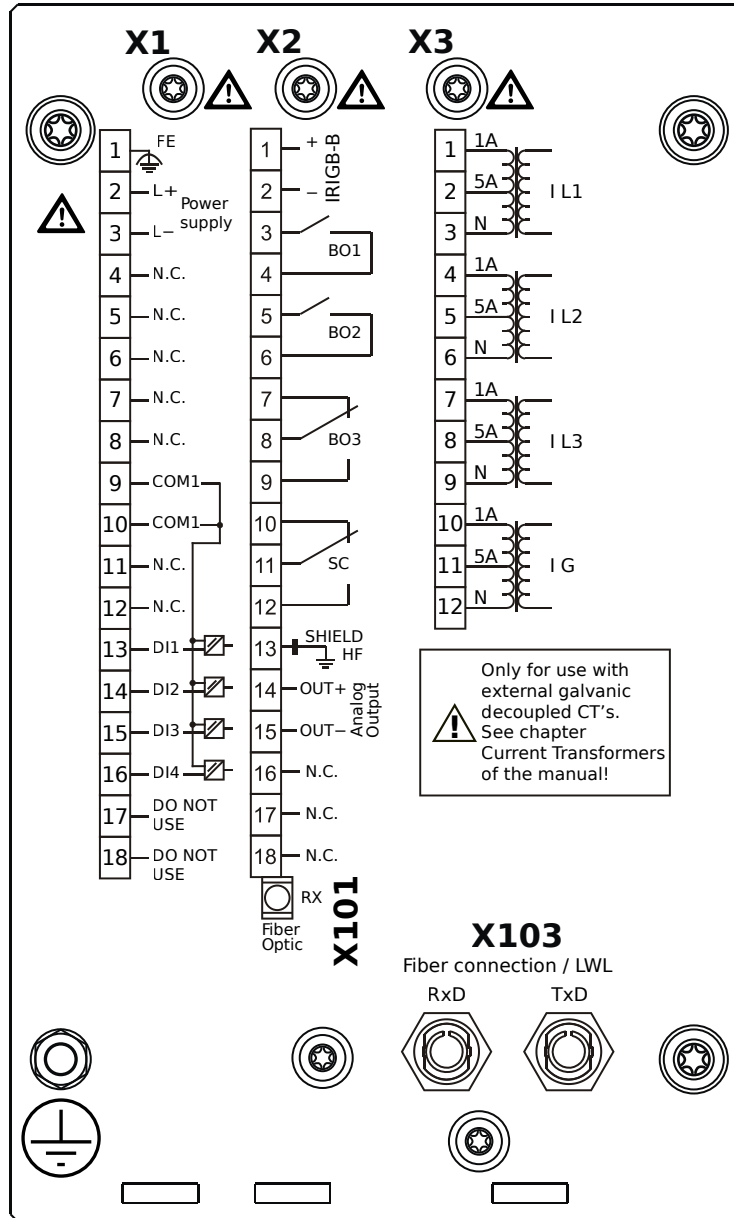 X1
X2
X3
1 FE
2 L+
Power
supply
3 L−
4 N.C.
5 N.C.
6 N.C.
7 N.C.
8 N.C.
9 COM1
10 COM1
11 N.C.
12 N.C.
13 DI1
14 DI2
15 DI3
16 DI4
17 DO NOT
USE
18 DO NOT
USE
1 +
2 −
IRIGB-B
3
BO1
4
5
BO2
6
7
8 BO3
9
10
11 SC
12
13 SHIELD
HF
14 OUT+
15 OUT−
Analog
Output
16 N.C.
17 N.C.
18 N.C.
RX
Fiber
Optic
X101
1 1A
2 5A I L1
3 N
4 1A
5 5A I L2
6 N
7 1A
8 5A I L3
9 N
10 1A
11 5A I G
12 N
Only for use with
external galvanic
decoupled CT's.
See chapter
Current Transformers
of the manual!
X103
Fiber connection / LWL
RxD TxD